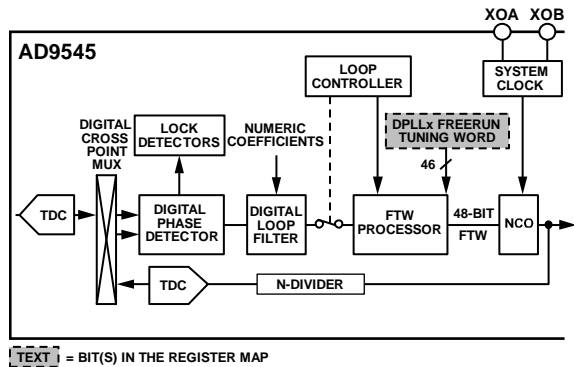 XOA XOB
AD9545
LOOP
CONTROLLER
SYSTEM
CLOCK
DIGITAL
CROSS
POINT
MUX
LOCK
DETECTORS
NUMERIC
COEFFICIENTS
DPLLx FREERUN
TUNING WORD
46
TDC
DIGITAL
PHASE
DETECTOR
DIGITAL
LOOP
FILTER
FTW
PROCESSOR
48-BIT
FTW
NCO
TDC
N-DIVIDER
TEXT = BIT(S) IN THE REGISTER MAP